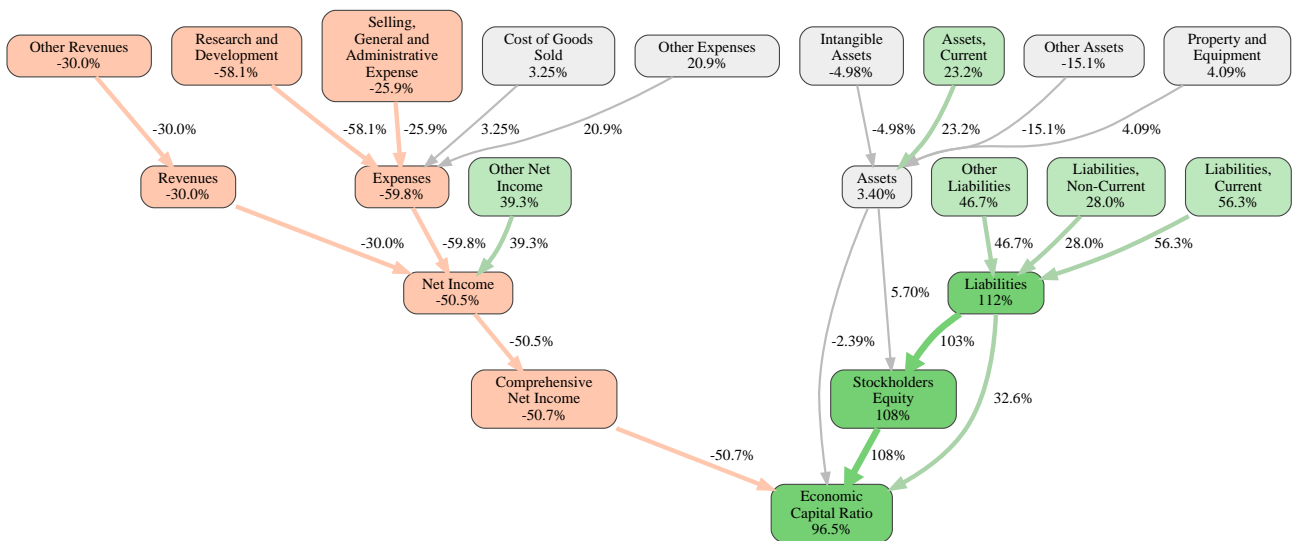 Other Revenues
-30.0%
Research and
Development
-58.1%
Selling,
General and
Administrative
Expense
-25.9%
Cost of Goods
Sold
3.25%
Other Expenses
20.9%
Intangible
Assets
-4.98%
Assets,
Current
23.2%
Other Assets
-15.1%
Property and
Equipment
4.09%
-30.0%
-58.1%
-25.9%
3.25%
20.9%
-4.98%
23.2%
-15.1%
4.09%
Revenues
-30.0%
Expenses
-59.8%
Other Net
Income
39.3%
Assets
3.40%
Other
Liabilities
46.7%
Liabilities,
Non-Current
28.0%
Liabilities,
Current
56.3%
-30.0%
-59.8%
39.3%
46.7%
28.0%
56.3%
Net Income
-50.5%
5.70%
Liabilities
112%
-50.5%
-2.39%
103%
Comprehensive
Net Income
-50.7%
Stockholders
Equity
108%
32.6%
-50.7%
108%
Economic
Capital Ratio
96.5%